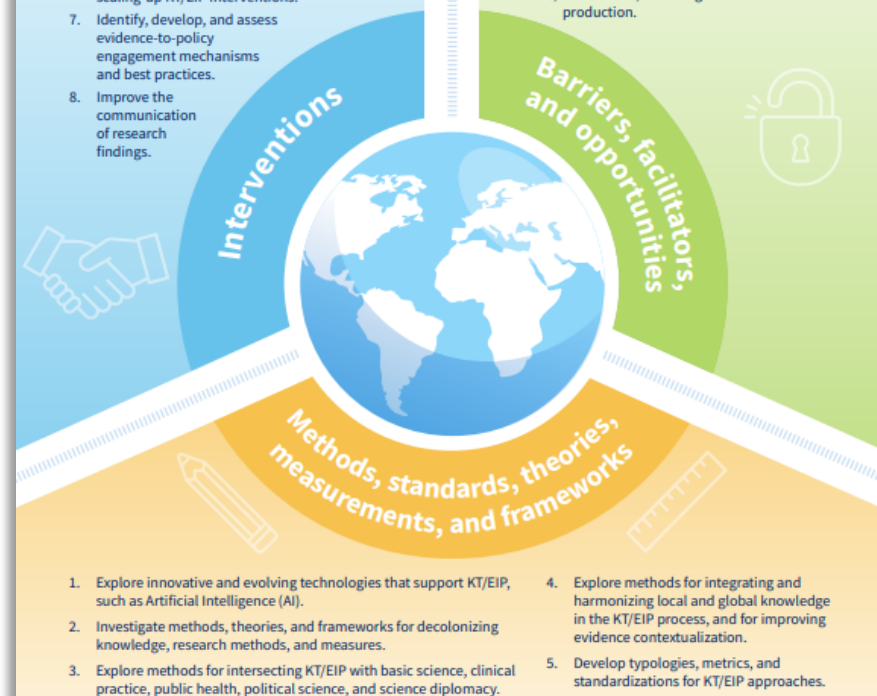 scaling-up KT/EIP interventions.
7. Identify, develop, and assess
evidence-to-policy
engagement mechanisms
and best practices.
8. Improve the
communication
of research
findings.
production.
Interventions
Barriers, facilitators,
and opportunities
Methods, standards, theories,
measurements, and frameworks
1. Explore innovative and evolving technologies that support KT/EIP,
such as Artificial Intelligence (AI).
2. Investigate methods, theories, and frameworks for decolonizing
knowledge, research methods, and measures.
3. Explore methods for intersecting KT/EIP with basic science, clinical
practice, public health, political science, and science diplomacy.
4. Explore methods for integrating and
harmonizing local and global knowledge
in the KT/EIP process, and for improving
evidence contextualization.
5. Develop typologies, metrics, and
standardizations for KT/EIP approaches.